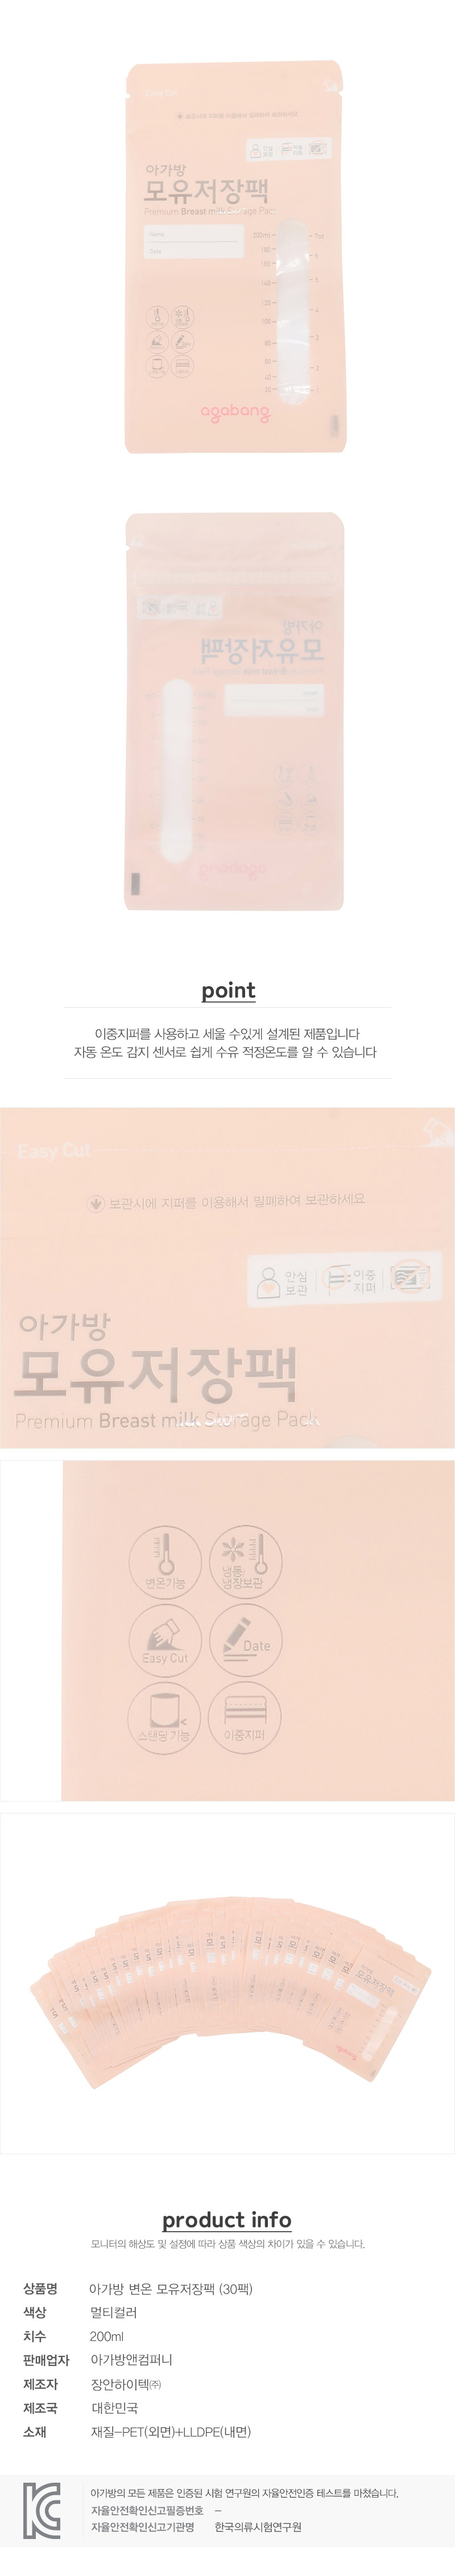 Easy Cut
아가방
모유저장팩
Premium Breast milk Storage Pack
Name
Date
200ml
7oz
180
160
140
120
100
80
60
40
agabang
아가방
모유저장팩
agabang
point
이중지퍼를 사용하고 세울 수있게 설계된 제품입니다
자동 온도 감지 센서로 쉽게 수유 적정온도를 알 수 있습니다
Easy Cut
보관시에 지퍼를 이용해서 밀폐하여 보관하세요
안심 보관
이중 지퍼
아가방
모유저장팩
Premium Breast milk Storage Pack
변온기능
냉동·냉장보관
Easy Cut
Date
스탠딩 기능
이중지퍼
모유저장팩
agabang
product info
모니터의 해상도 및 설정에 따라 상품 색상의 차이가 있을 수 있습니다.
상품명 아가방 변온 모유저장팩 (30팩)
색상 멀티컬러
치수 200ml
판매업자 아가방앤컴퍼니
제조자 장안하이텍㈜
제조국 대한민국
소재 재질-PET(외면)+LLDPE(내면)
아가방의 모든 제품은 인증된 시험 연구원의 자율안전인증 테스트를 마쳤습니다.
자율안전확인신고필증번호 -
자율안전확인신고기관명 한국의류시험연구원